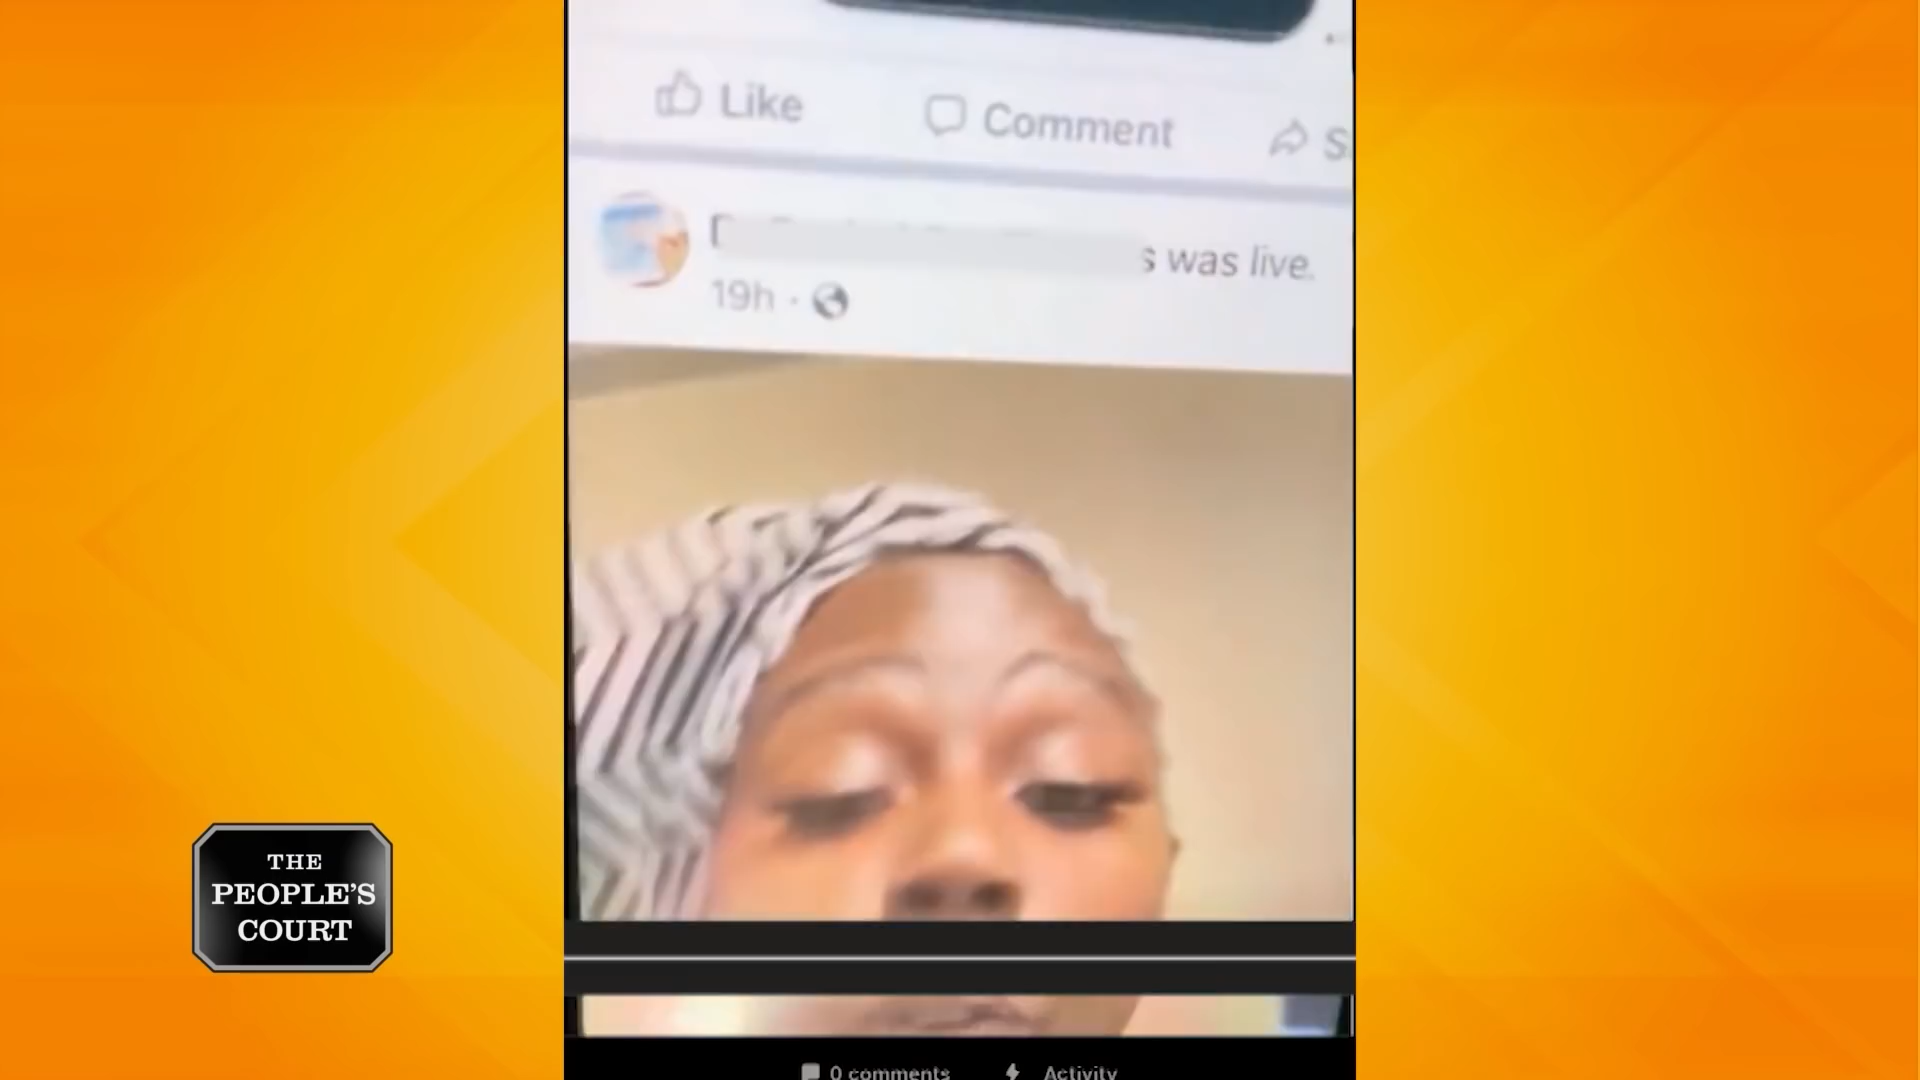 Like
Comment
S
s was live.
19h ·
THE
PEOPLE'S
COURT
0 comments
Activity